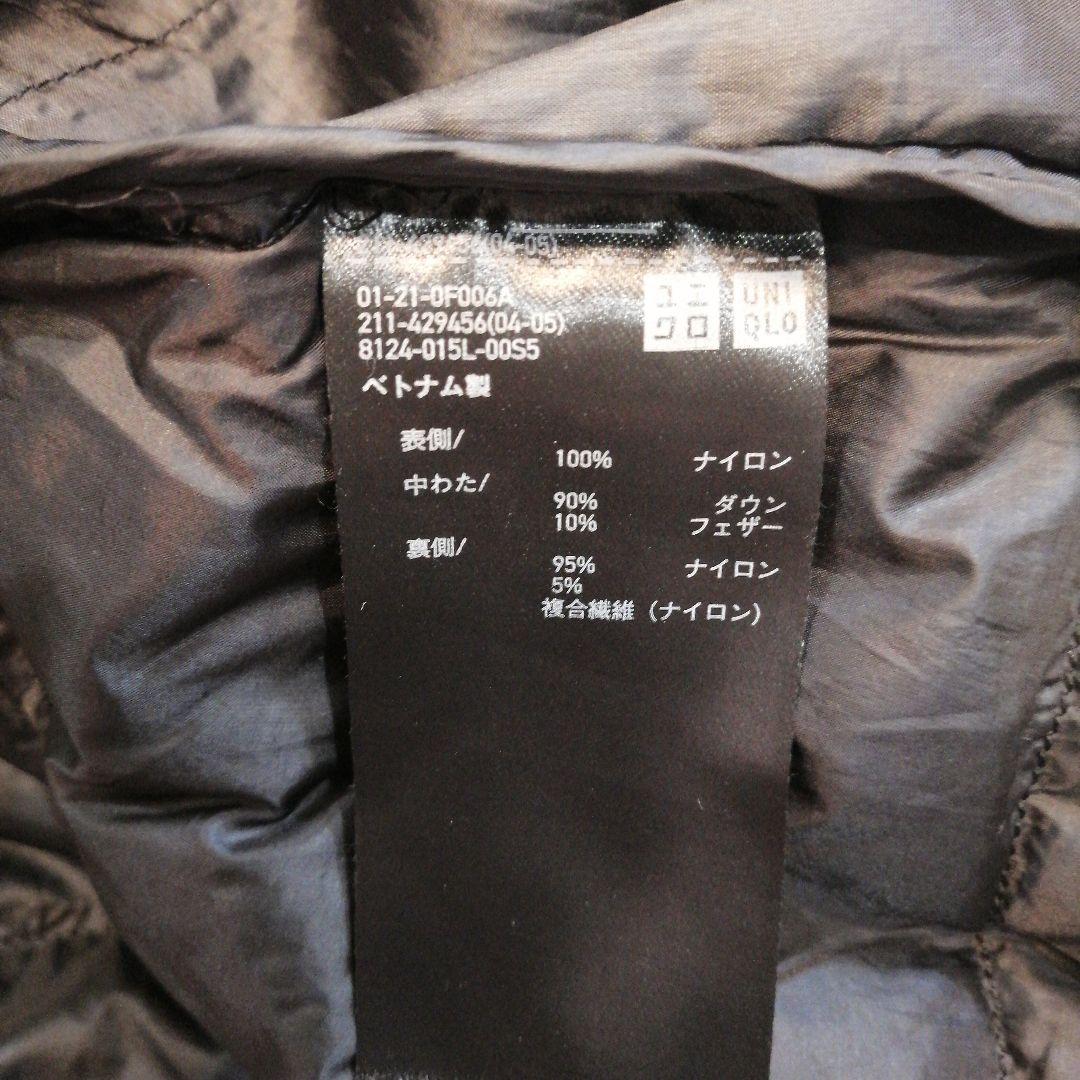 (04-05)
01-21-0F006A
211-429456(04-05)
8124-015L-00S5
ユニ
クロ
UNI
QLO
ベトナム製
表側/
100% ナイロン
中わた/
90% ダウン
10% フェザー
裏側/
95% ナイロン
5%
複合繊維 (ナイロン)